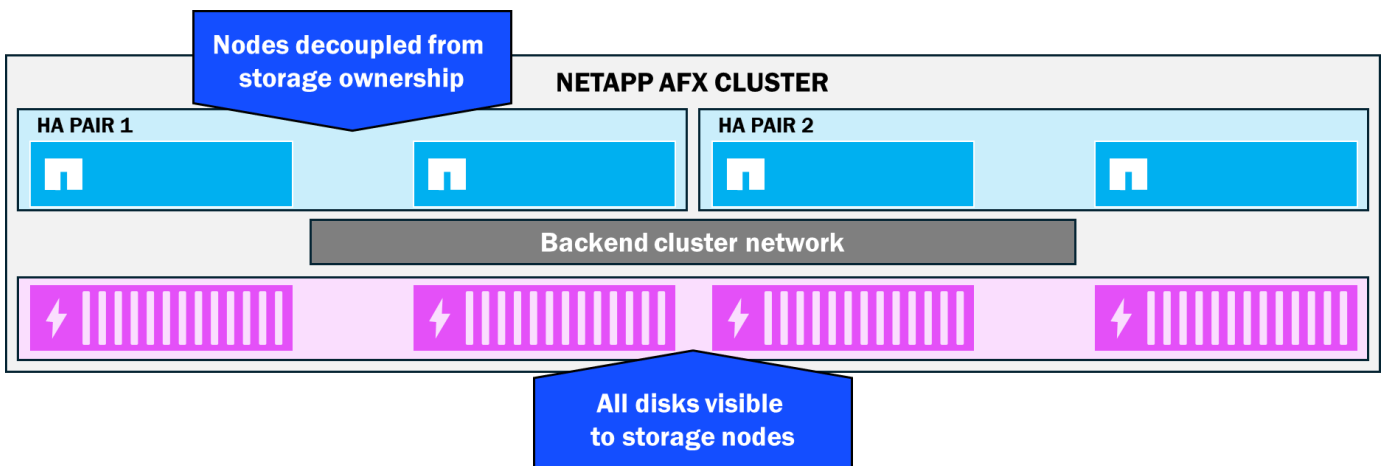 Nodes decoupled from
storage ownership
NETAPP AFX CLUSTER
HA PAIR 1
HA PAIR 2
Backend cluster network
All disks visible
to storage nodes